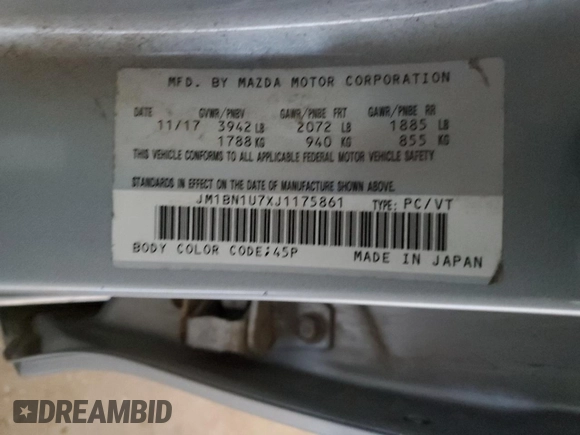 MFD. BY MAZDA MOTOR CORPORATION
DATE GVWR/PNBV GAWR/PNBE FRT GAWR/PNBE RR
11/17 3942 LB 2072 LB 1885 LB
1788 KG 940 KG 855 KG
THIS VEHICLE CONFORMS TO ALL APPLICABLE FEDERAL MOTOR VEHICLE SAFETY
STANDARDS IN EFFECT ON THE DATE OF MANUFACTURE SHOWN ABOVE.
JM1BN1U7XJ1175861 TYPE: PC/VT
BODY COLOR CODE:45P MADE IN JAPAN
DREAMBID